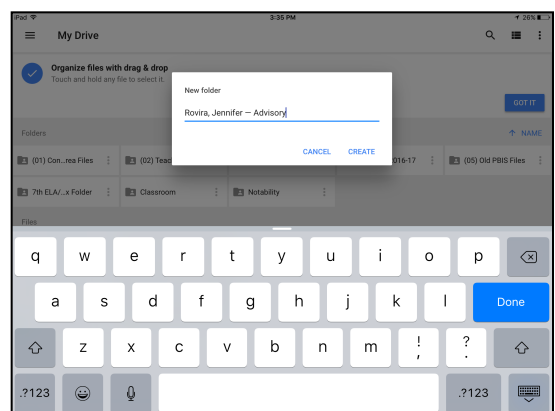 iPad 3:35 PM 26%
My Drive
Organize files with drag & drop
Touch and hold any file to select it.
GOT IT
New folder
Rovira, Jennifer — Advisory
CANCEL CREATE
Folders NAME
(01) Con...rea Files (02) Teac 2016-17 (05) Old PBIS Files
7th ELA/...x Folder Classroom Notability
Files
q w e r t y u i o p
a s d f g h j k l Done
z x c v b n m ! , ? .
.?123 .?123